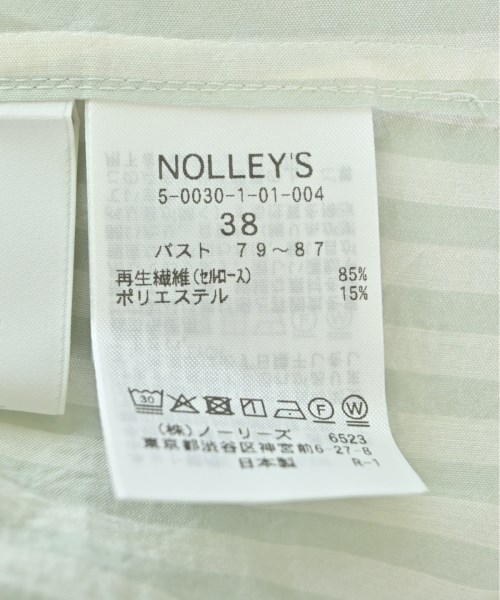 NOLLEY'S
5-0030-1-01-004
38
バスト 79～87
再生繊維(セルロース) 85%
ポリエステル 15%
30
F W
(株)ノーリーズ 6523
東京都渋谷区神宮前6-27-8
日本製 R-1